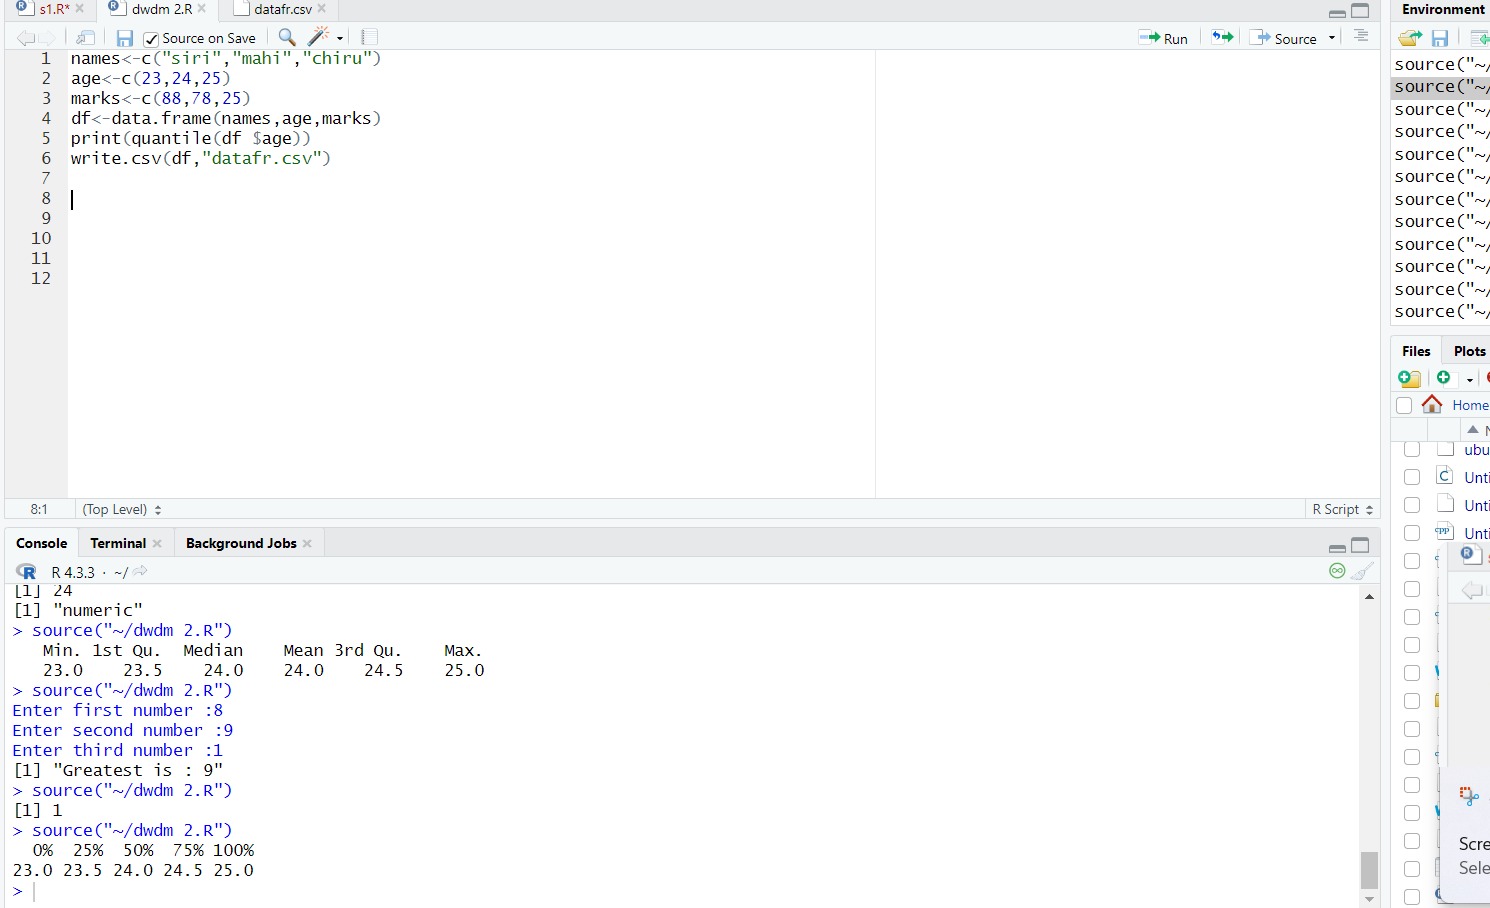 s1.R*
dwdm 2.R
datafr.csv
Source on Save
Run
Source
1 names<-c("siri","mahi","chiru")
2 age<-c(23,24,25)
3 marks<-c(88,78,25)
4 df<-data.frame(names,age,marks)
5 print(quantile(df $age))
6 write.csv(df,"datafr.csv")
7
8
9
10
11
12
8:1 (Top Level) R Script
Console Terminal Background Jobs
R 4.3.3 · ~/
[1] 24
[1] "numeric"
> source("~/dwdm 2.R")
Min. 1st Qu. Median Mean 3rd Qu. Max.
23.0 23.5 24.0 24.0 24.5 25.0
> source("~/dwdm 2.R")
Enter first number :8
Enter second number :9
Enter third number :1
[1] "Greatest is : 9"
> source("~/dwdm 2.R")
[1] 1
> source("~/dwdm 2.R")
0% 25% 50% 75% 100%
23.0 23.5 24.0 24.5 25.0
>
Environment
source("~/
source("~/
source("~/
source("~/
source("~/
source("~/
source("~/
source("~/
source("~/
source("~/
source("~/
source("~/
Files Plots
Home
ubu
Unti
Unti
Unti
Scre
Sele